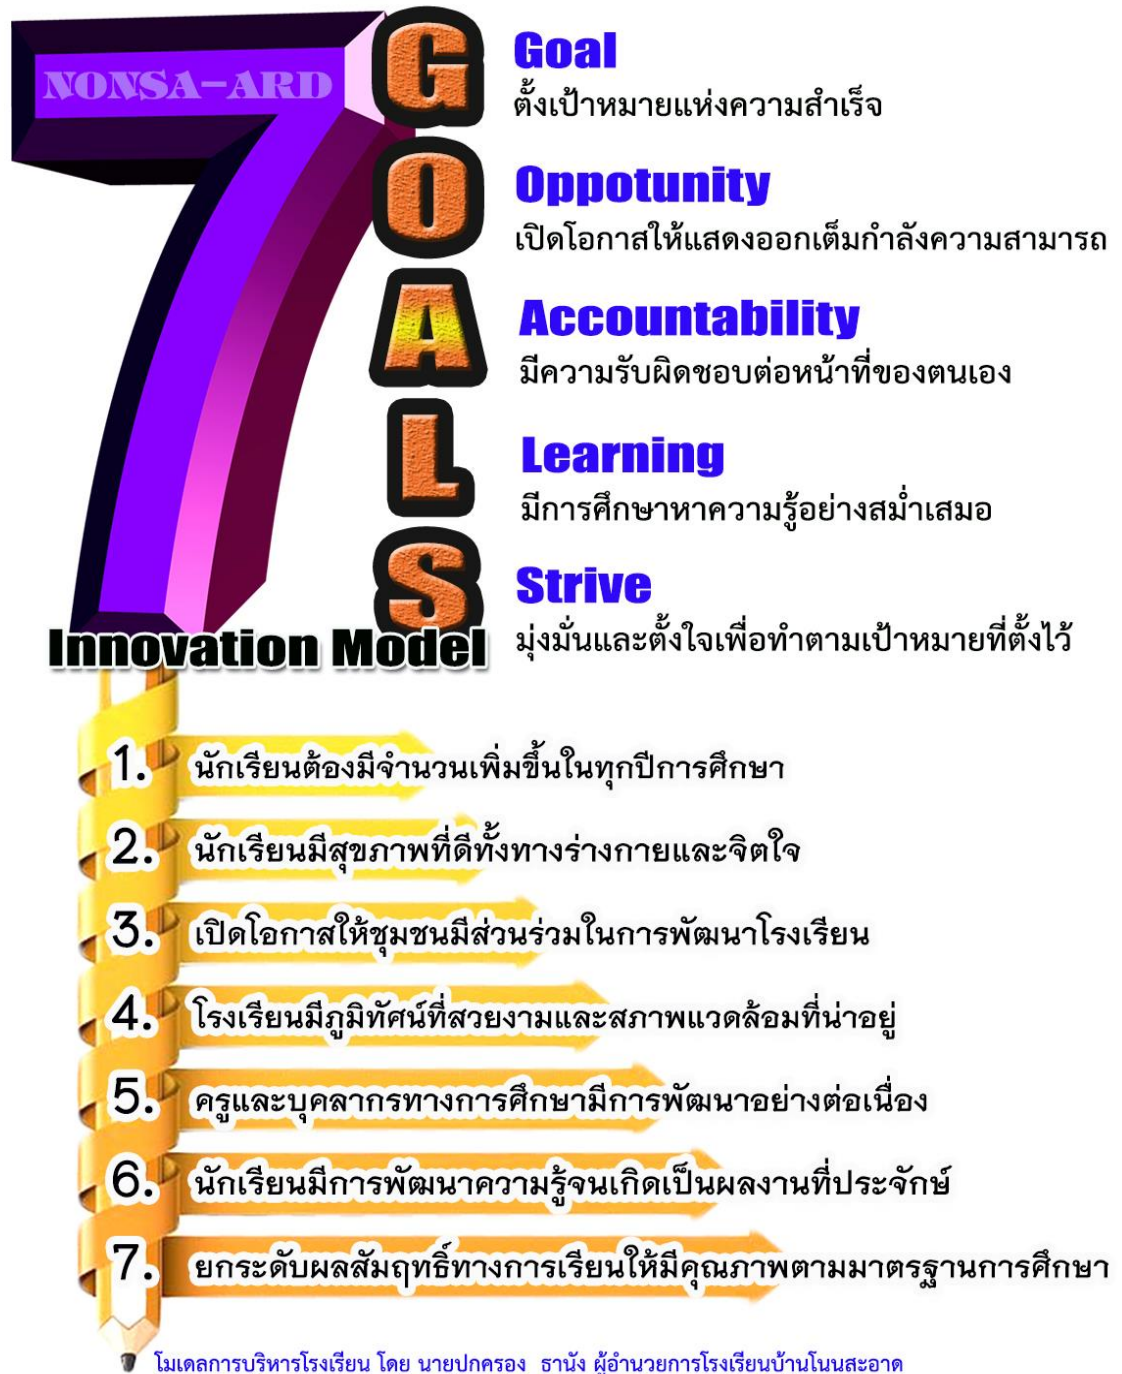 NONSA-ARD
7
GOALS
Innovation Model
Goal
ตั้งเป้าหมายแห่งความสำเร็จ
Oppotunity
เปิดโอกาสให้แสดงออกเต็มกำลังความสามารถ
Accountability
มีความรับผิดชอบต่อหน้าที่ของตนเอง
Learning
มีการศึกษาหาความรู้อย่างสม่ำเสมอ
Strive
มุ่งมั่นและตั้งใจเพื่อทำตามเป้าหมายที่ตั้งไว้
1. นักเรียนต้องมีจำนวนเพิ่มขึ้นในทุกปีการศึกษา
2. นักเรียนมีสุขภาพที่ดีทั้งทางร่างกายและจิตใจ
3. เปิดโอกาสให้ชุมชนมีส่วนร่วมในการพัฒนาโรงเรียน
4. โรงเรียนมีภูมิทัศน์ที่สวยงามและสภาพแวดล้อมที่น่าอยู่
5. ครูและบุคลากรทางการศึกษามีการพัฒนาอย่างต่อเนื่อง
6. นักเรียนมีการพัฒนาความรู้จนเกิดเป็นผลงานที่ประจักษ์
7. ยกระดับผลสัมฤทธิ์ทางการเรียนให้มีคุณภาพตามมาตรฐานการศึกษา
โมเดลการบริหารโรงเรียน โดย นายปกครอง ธานัง ผู้อำนวยการโรงเรียนบ้านโนนสะอาด